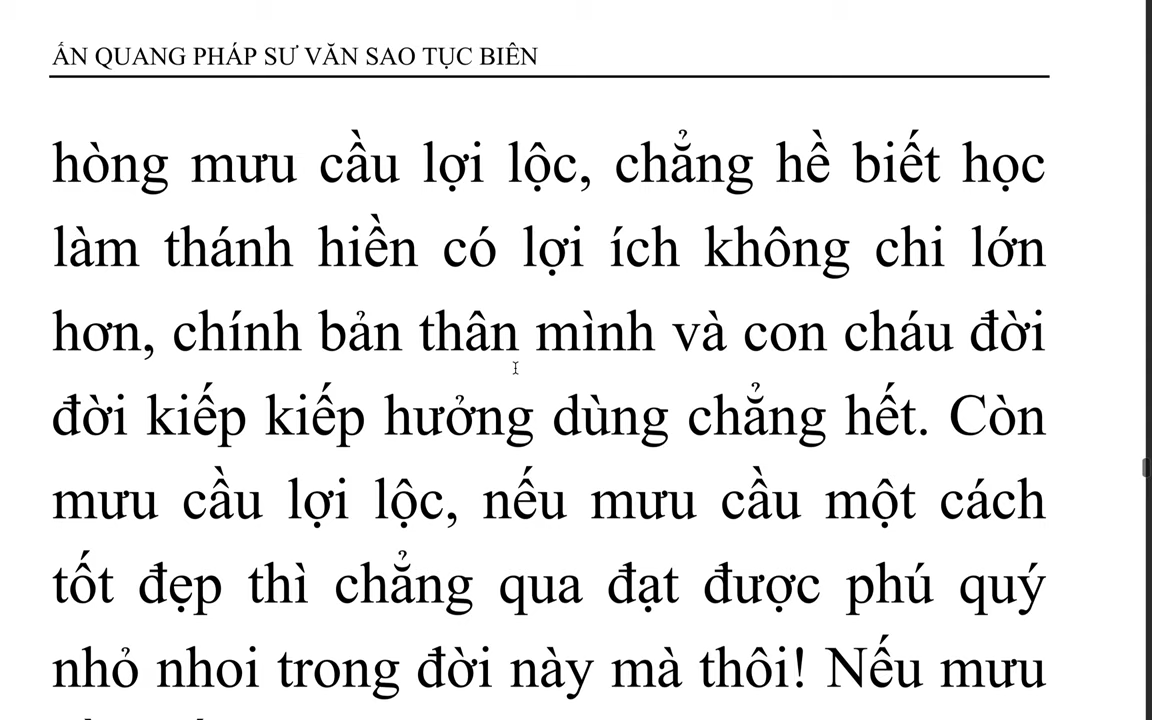 ẤN QUANG PHÁP SƯ VĂN SAO TỤC BIÊN
hòng mưu cầu lợi lộc, chẳng hề biết học
làm thánh hiền có lợi ích không chi lớn
hơn, chính bản thân mình và con cháu đời
đời kiếp kiếp hưởng dùng chẳng hết. Còn
mưu cầu lợi lộc, nếu mưu cầu một cách
tốt đẹp thì chẳng qua đạt được phú quý
nhỏ nhoi trong đời này mà thôi! Nếu mưu